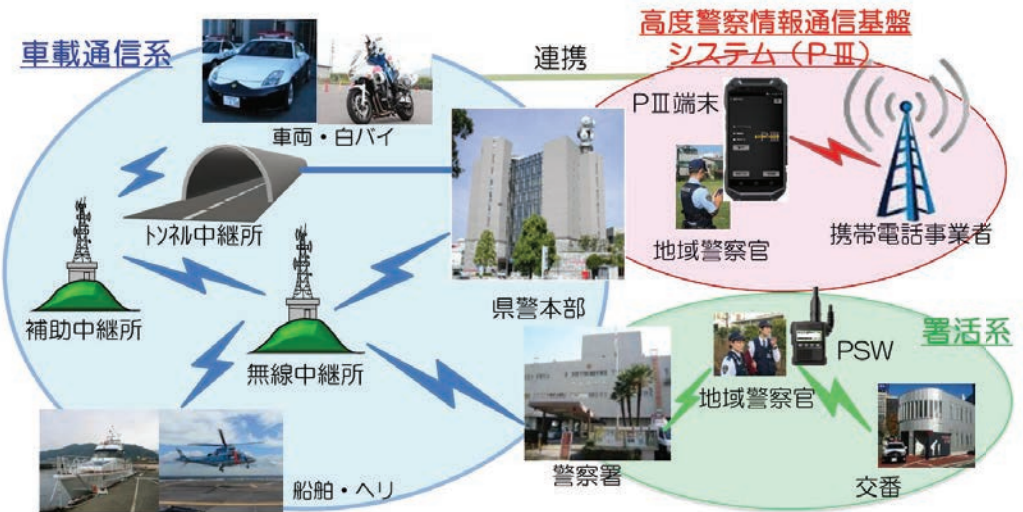 車載通信系
連携
高度警察情報通信基盤
システム（PⅢ）
車両・白バイ
PⅢ端末
トンネル中継所
地域警察官
携帯電話事業者
補助中継所
無線中継所
県警本部
署活系
PSW
地域警察官
船舶・ヘリ
警察署
交番